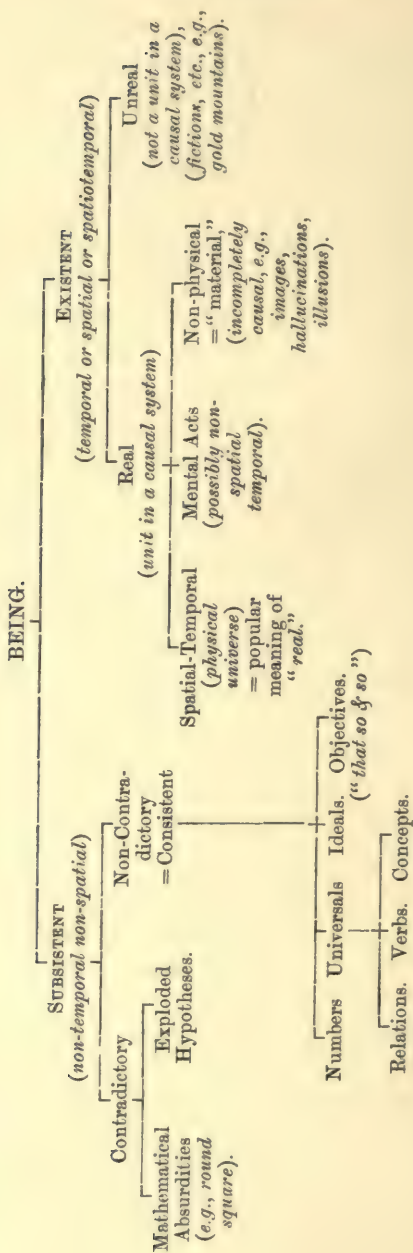 BEING.
SUBSISTENT
(non-temporal non-spatial)
EXISTENT
(temporal or spatial or spatiotemporal)
Contradictory
Non-Contra-
dictory
=Consistent
Real
(unit in a causal system)
Unreal
(not a unit in a
causal system),
(fictions, etc., e.g.,
gold mountains).
Mathematical
Absurdities
(e.g., round
square).
Exploded
Hypotheses.
Spatial-Temporal
(physical
universe)
= popular
meaning of
"real."
Mental Acts
(possibly non-
spatial
temporal).
Non-physical
="material,"
(incompletely
causal, e.g.,
images,
hallucinations,
illusions).
Numbers Universals Ideals. Objectives.
("that so & so")
Relations. Verbs. Concepts.